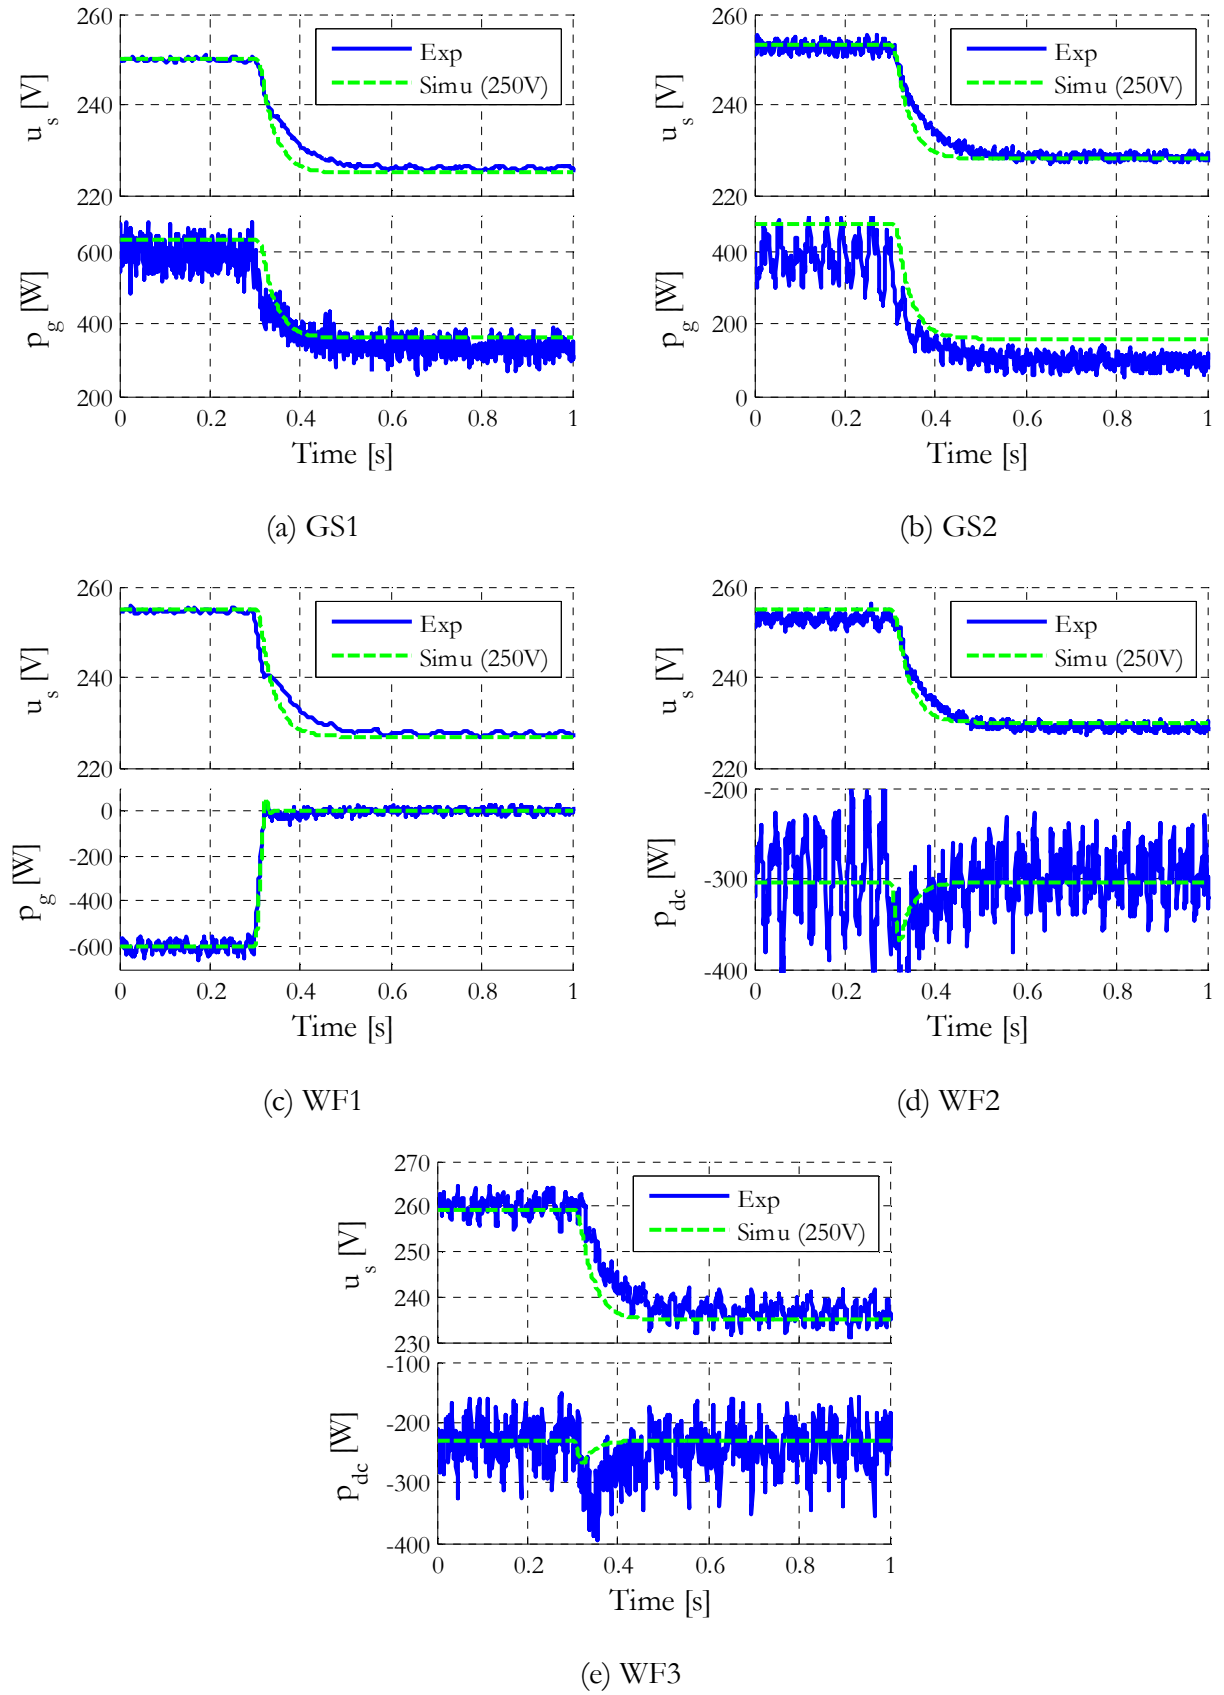 260
240
220
u_s [V]
Exp
Simu (250V)
600
400
200
p_g [W]
0 0.2 0.4 0.6 0.8 1
Time [s]
(a) GS1
260
240
220
u_s [V]
Exp
Simu (250V)
400
200
0
p_g [W]
0 0.2 0.4 0.6 0.8 1
Time [s]
(b) GS2
260
240
220
u_s [V]
Exp
Simu (250V)
0
-200
-400
-600
p_g [W]
0 0.2 0.4 0.6 0.8 1
Time [s]
(c) WF1
260
240
220
u_s [V]
Exp
Simu (250V)
-200
-300
-400
p_dc [W]
0 0.2 0.4 0.6 0.8 1
Time [s]
(d) WF2
270
260
250
240
230
u_s [V]
Exp
Simu (250V)
-100
-200
-300
-400
p_dc [W]
0 0.2 0.4 0.6 0.8 1
Time [s]
(e) WF3